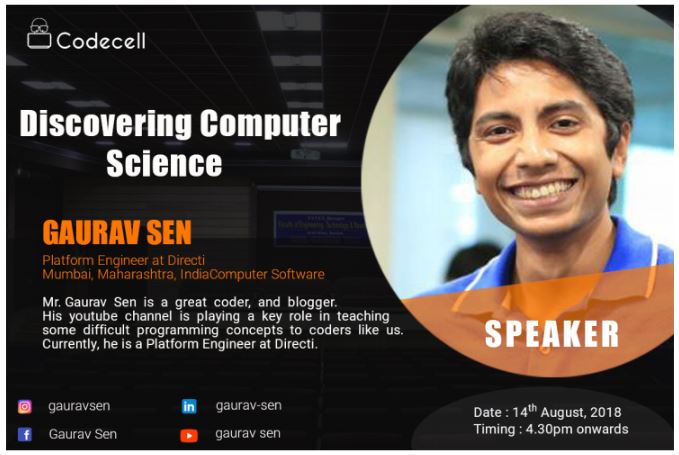 Codecell
Discovering Computer
Science
GAURAV SEN
Platform Engineer at Directi
Mumbai, Maharashtra, IndiaComputer Software
Mr. Gaurav Sen is a great coder, and blogger.
His youtube channel is playing a key role in teaching
some difficult programming concepts to coders like us.
Currently, he is a Platform Engineer at Directi.
SPEAKER
gauravsen
gaurav-sen
Gaurav Sen
gaurav sen
Date : 14th August, 2018
Timing : 4.30pm onwards